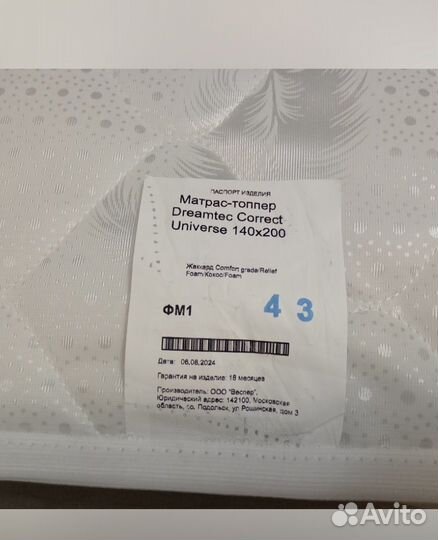 ПАСПОРТ ИЗДЕЛИЯ
Матрас-топпер
Dreamtec Correct
Universe 140x200
Жаккард Comfort grade/Relief
Foam/Кокос/Foam
ФМ1
4 3
Дата: 06.08.2024
Гарантия на изделие: 18 месяцев
Производитель: ООО "Веспер",
Юридический адрес: 142100, Московская
область, г.о. Подольск, ул Рощинская, дом 3
Avito